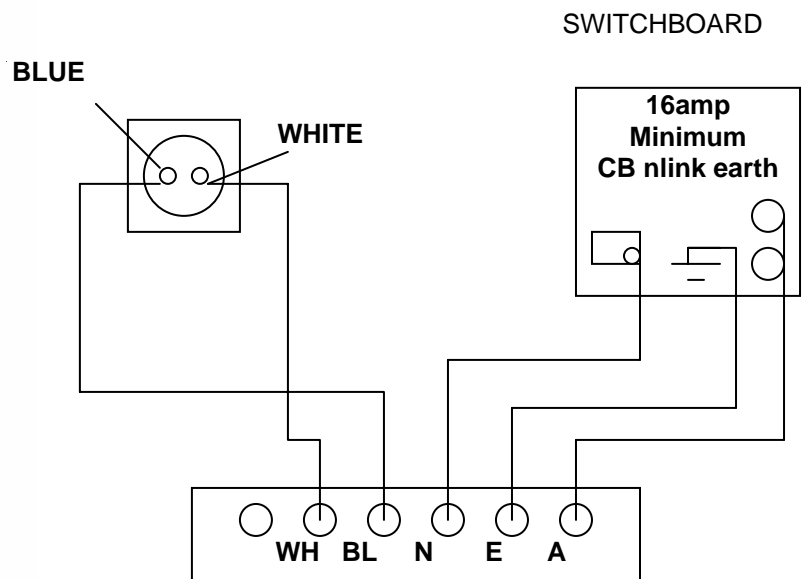 SWITCHBOARD
BLUE
WHITE
16amp
Minimum
CB nlink earth
WH BL N E A